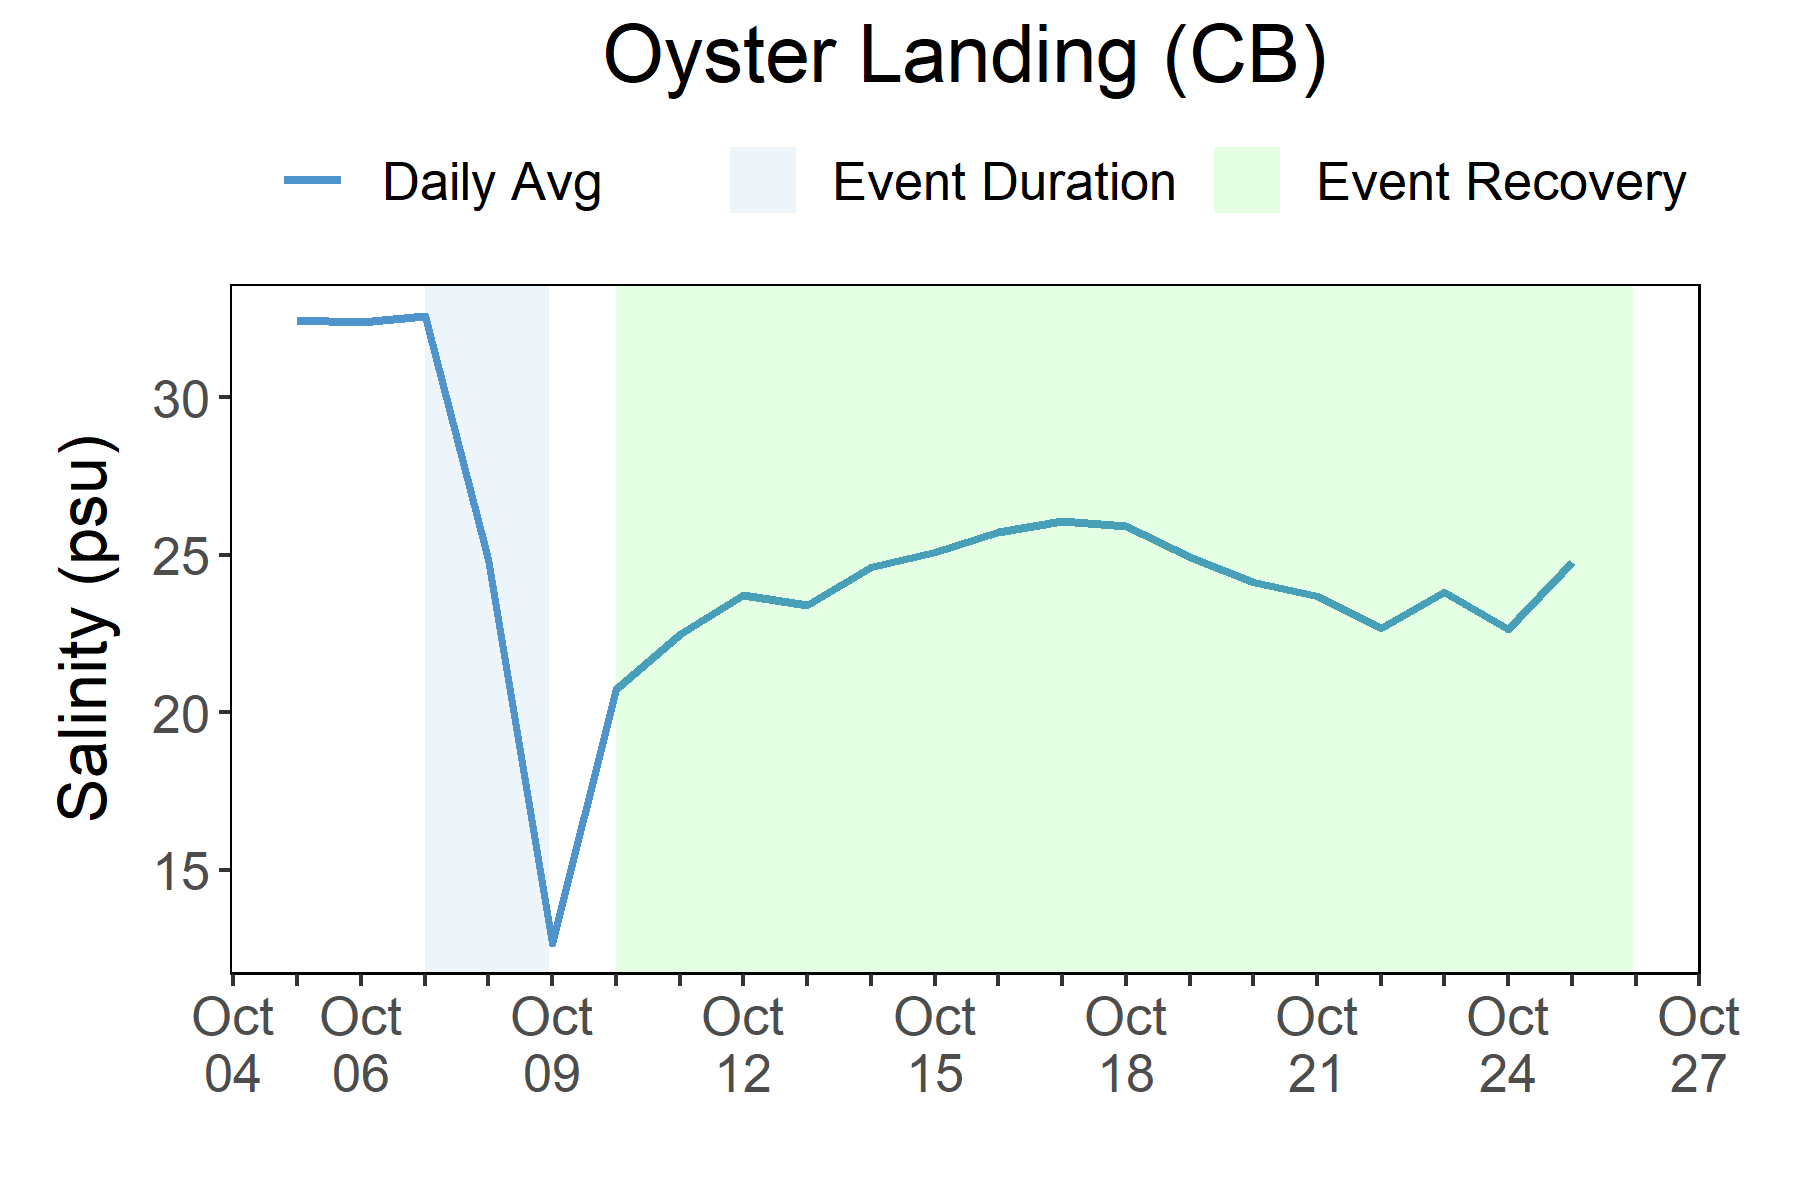 Oyster Landing (CB)
Daily Avg Event Duration Event Recovery
Salinity (psu)
30
25
20
15
Oct Oct Oct Oct Oct Oct Oct Oct Oct
04 06 09 12 15 18 21 24 27